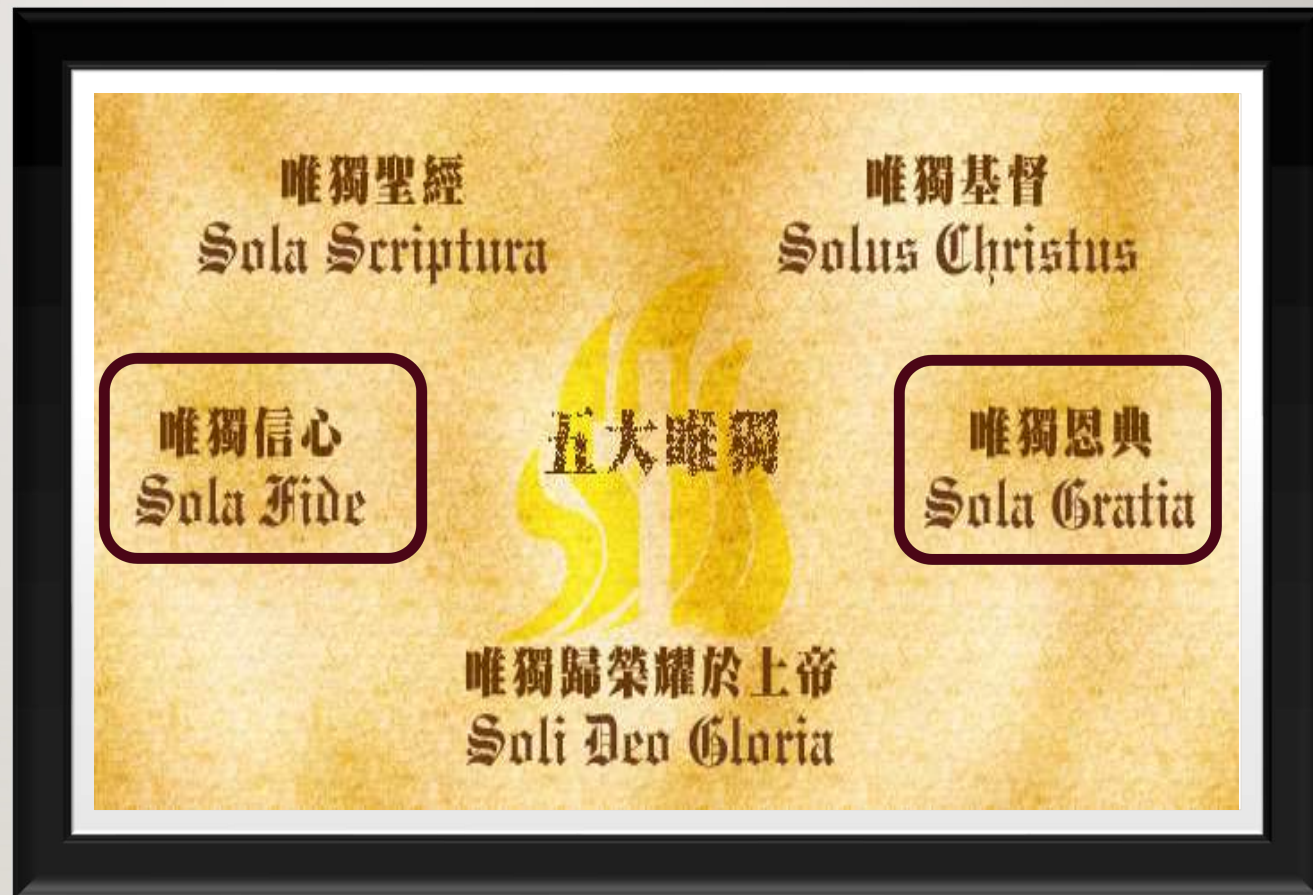 唯獨聖經
Sola Scriptura
唯獨基督
Solus Christus
唯獨信心
Sola Fide
五大唯獨
唯獨恩典
Sola Gratia
唯獨歸榮耀於上帝
Soli Deo Gloria